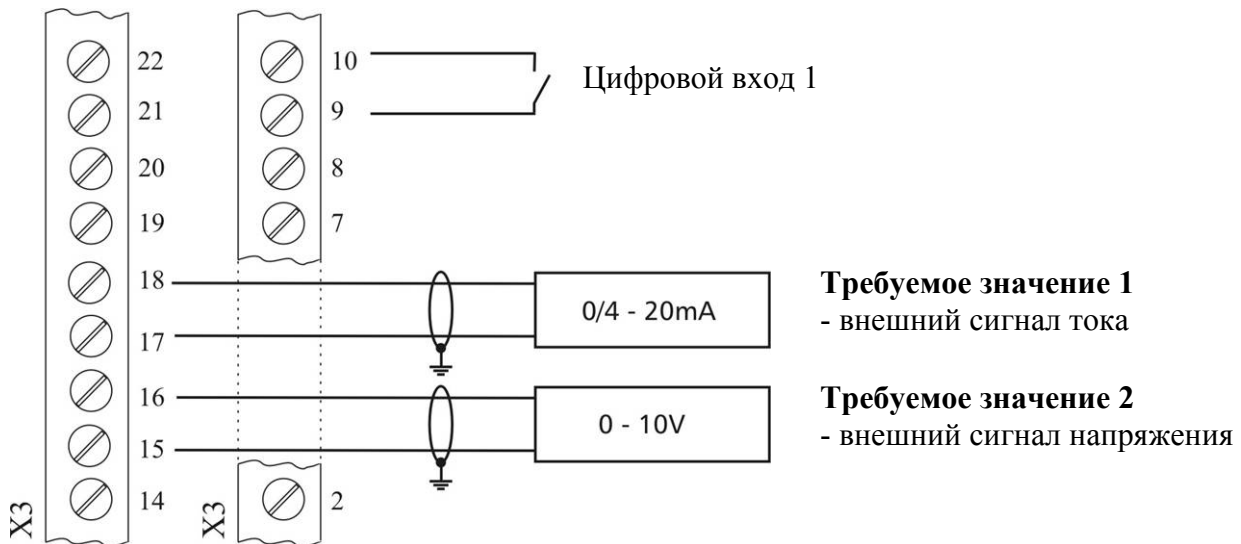 22
10
Цифровой вход 1
21
9
20
8
19
7
18
0/4 - 20mA
Требуемое значение 1
- внешний сигнал тока
17
16
0 - 10V
Требуемое значение 2
- внешний сигнал напряжения
15
14
2
X3
X3